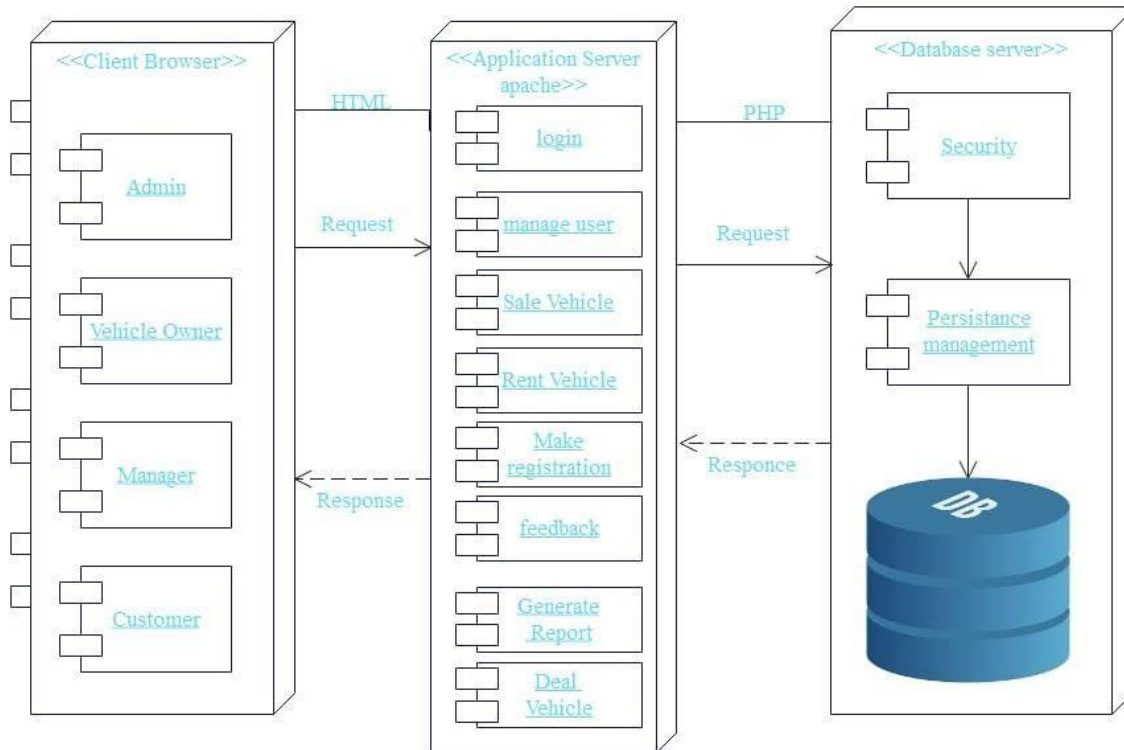 <<Client Browser>>
Admin
Vehicle Owner
Manager
Customer
HTML
Request
Response
<<Application Server
apache>>
login
manage user
Sale Vehicle
Rent Vehicle
Make
registration
feedback
Generate
Report
Deal
Vehicle
PHP
Request
Responce
<<Database server>>
Security
Persistance
management
DB